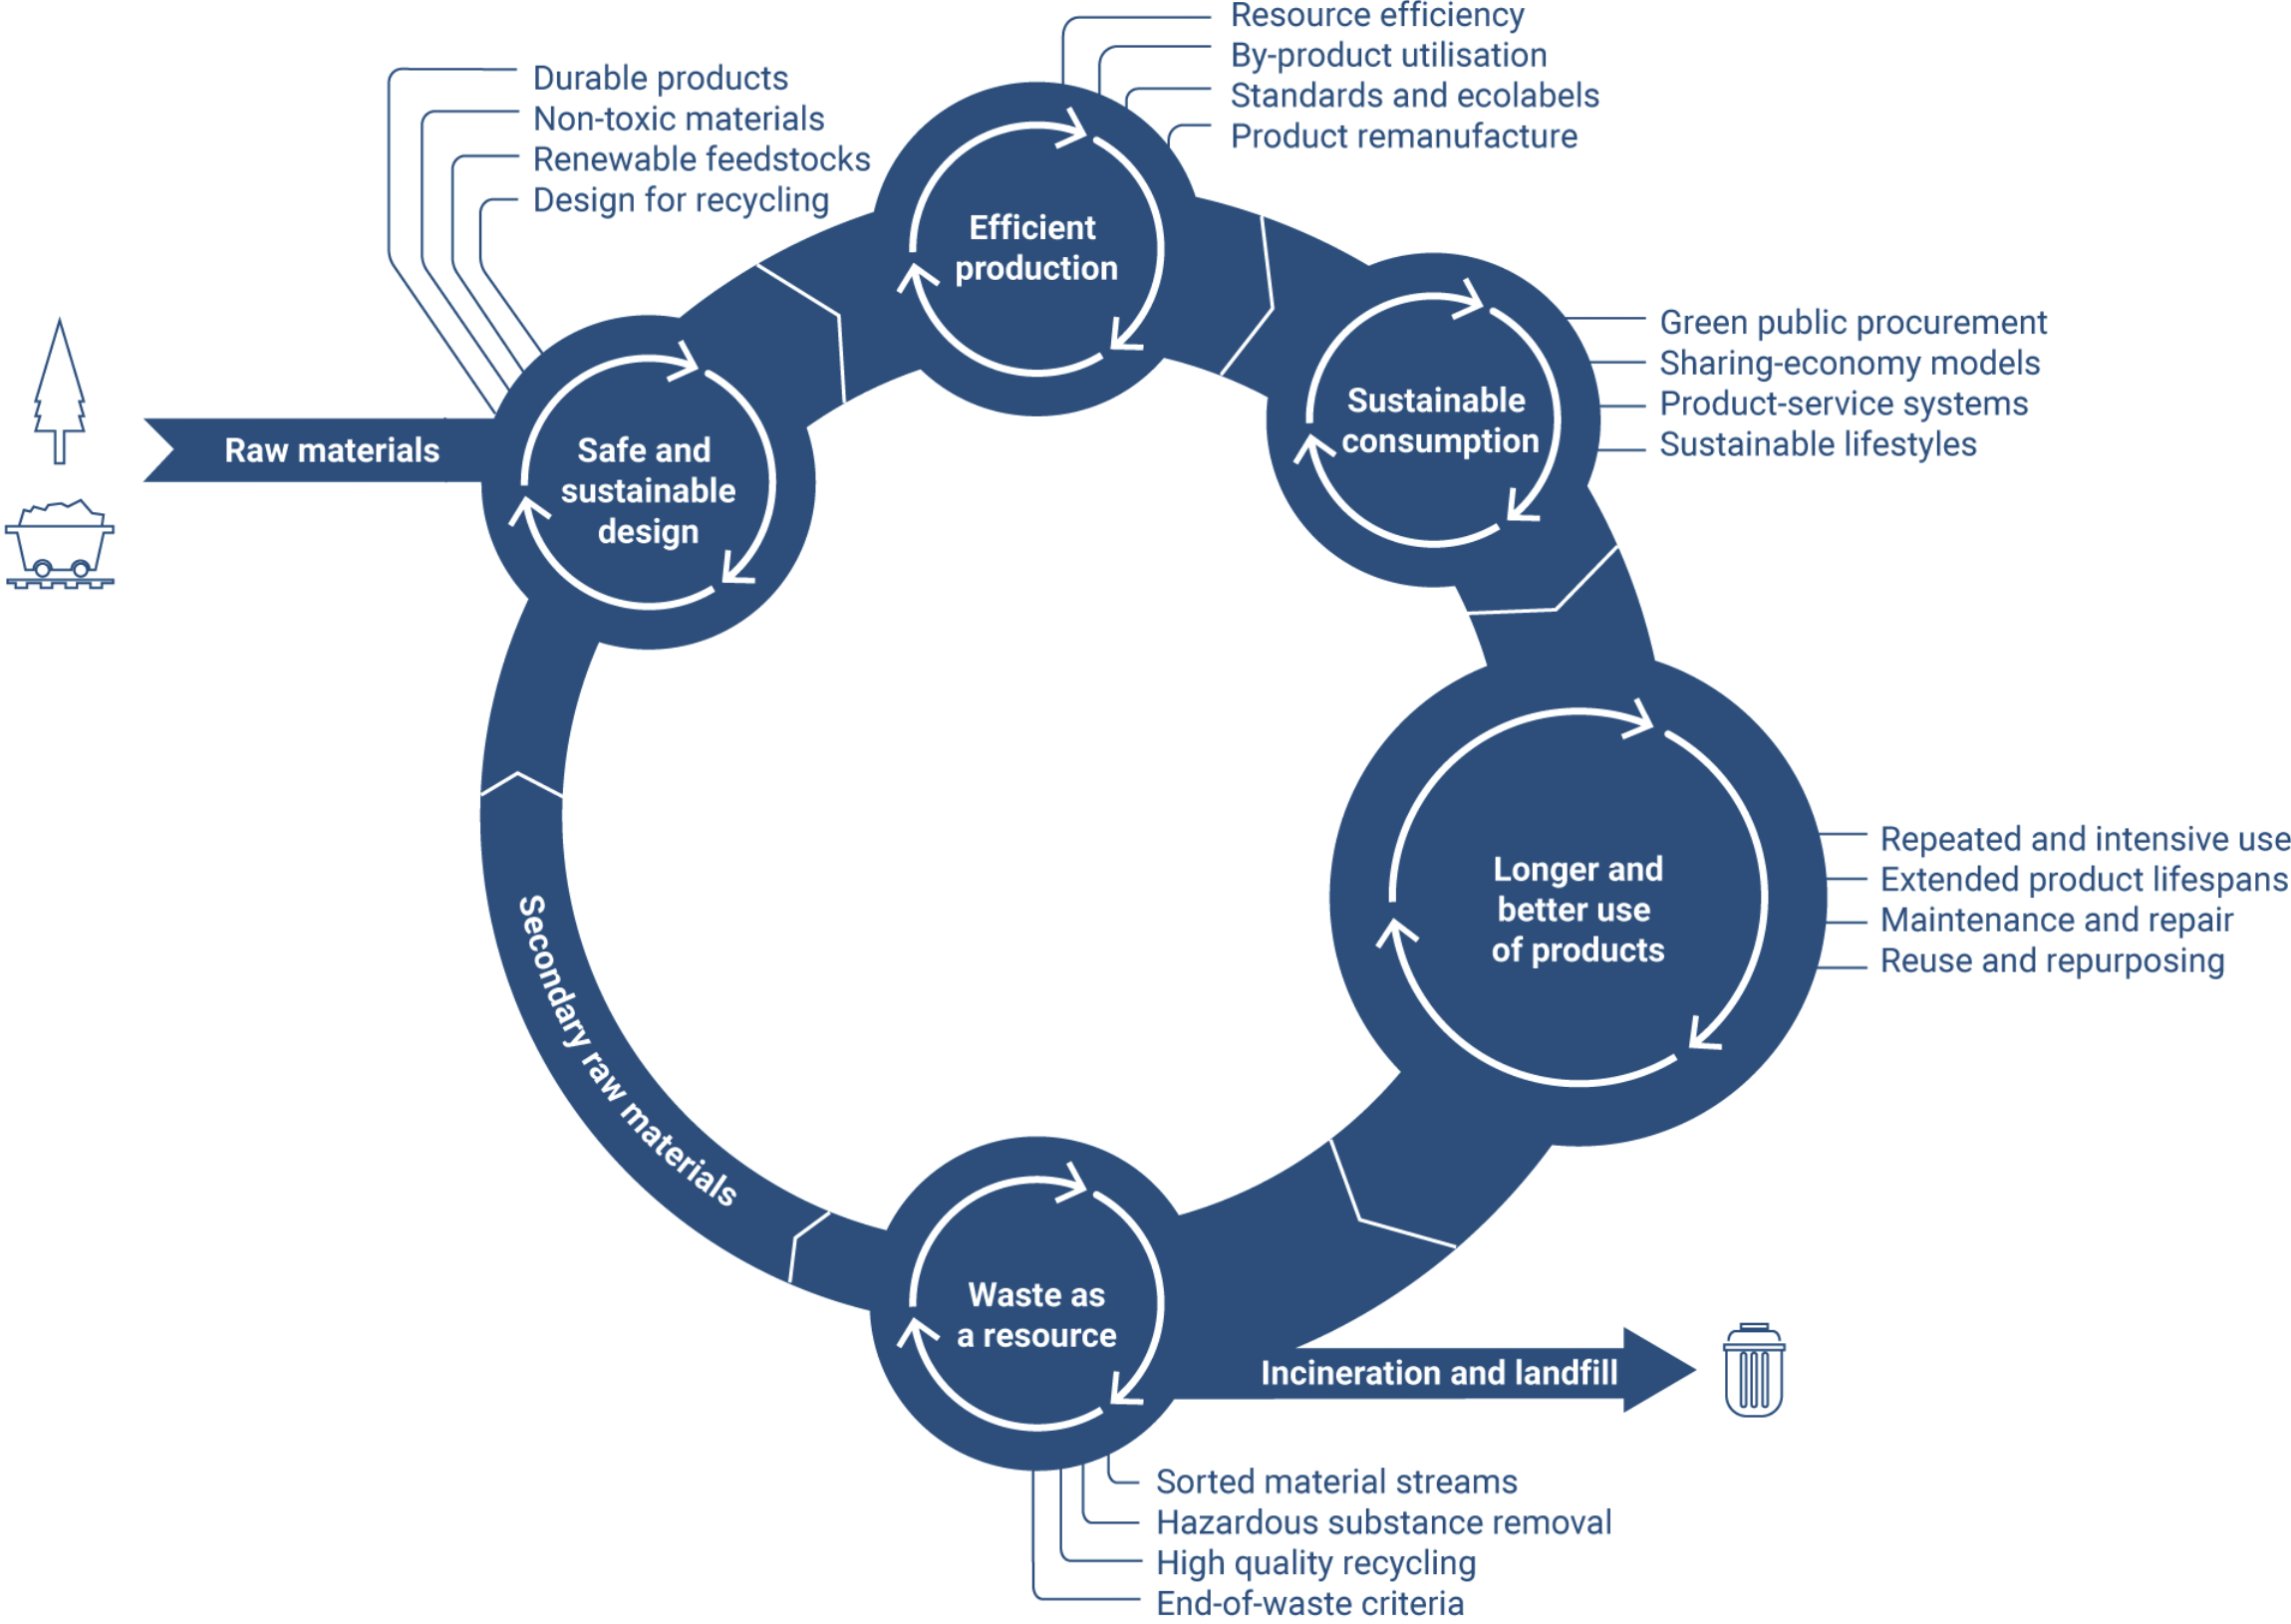 Resource efficiency
By-product utilisation
Standards and ecolabels
Product remanufacture
Durable products
Non-toxic materials
Renewable feedstocks
Design for recycling
Efficient
production
Green public procurement
Sharing-economy models
Product-service systems
Sustainable lifestyles
Sustainable
consumption
Raw materials
Safe and
sustainable
design
Repeated and intensive use
Extended product lifespans
Maintenance and repair
Reuse and repurposing
Longer and
better use
of products
Secondary raw materials
Waste as
a resource
Incineration and landfill
Sorted material streams
Hazardous substance removal
High quality recycling
End-of-waste criteria